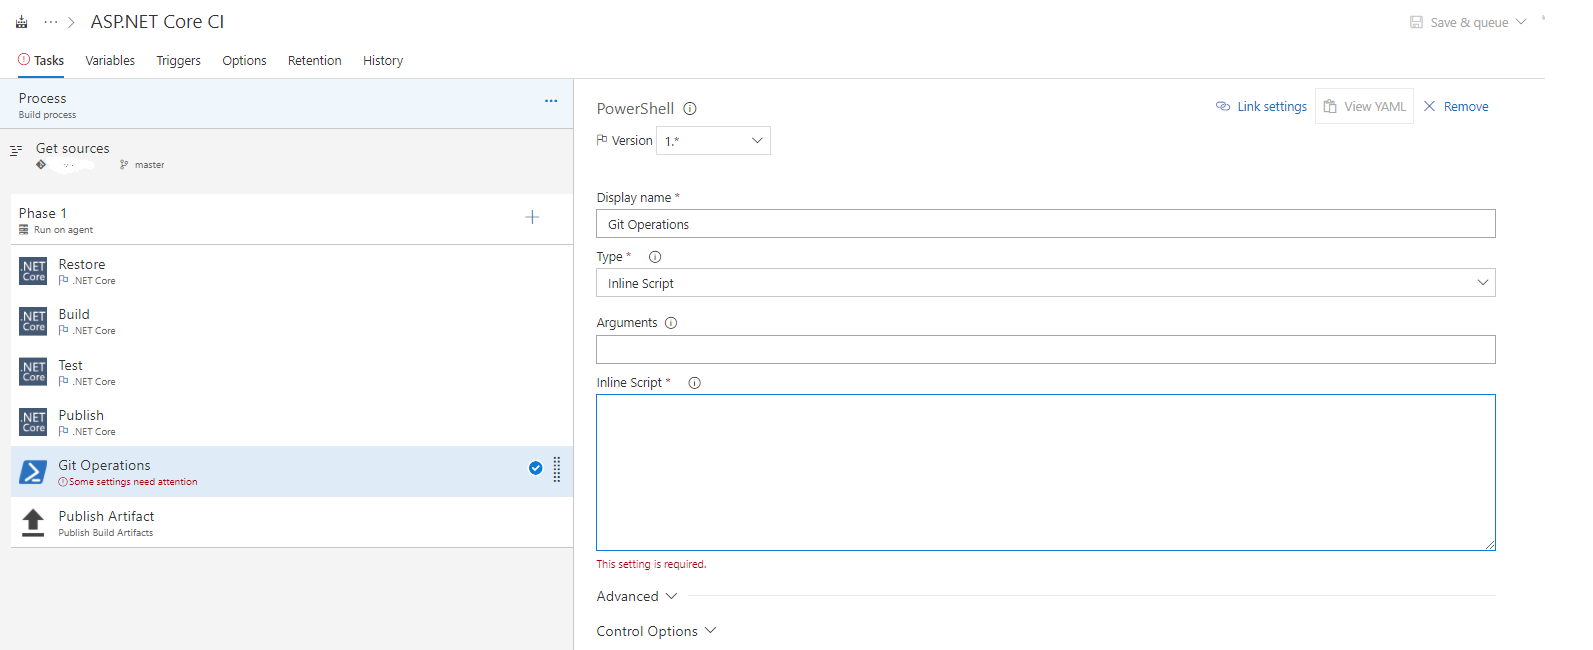 ··· > ASP.NET Core CI
Save & queue
Tasks Variables Triggers Options Retention History
Process
Build process
···
Get sources
master
Phase 1
Run on agent
.NET Core Restore
.NET Core
.NET Core Build
.NET Core
.NET Core Test
.NET Core
.NET Core Publish
.NET Core
Git Operations
Some settings need attention
Publish Artifact
Publish Build Artifacts
PowerShell
Link settings View YAML Remove
Version 1.*
Display name *
Git Operations
Type *
Inline Script
Arguments
Inline Script *
This setting is required.
Advanced
Control Options